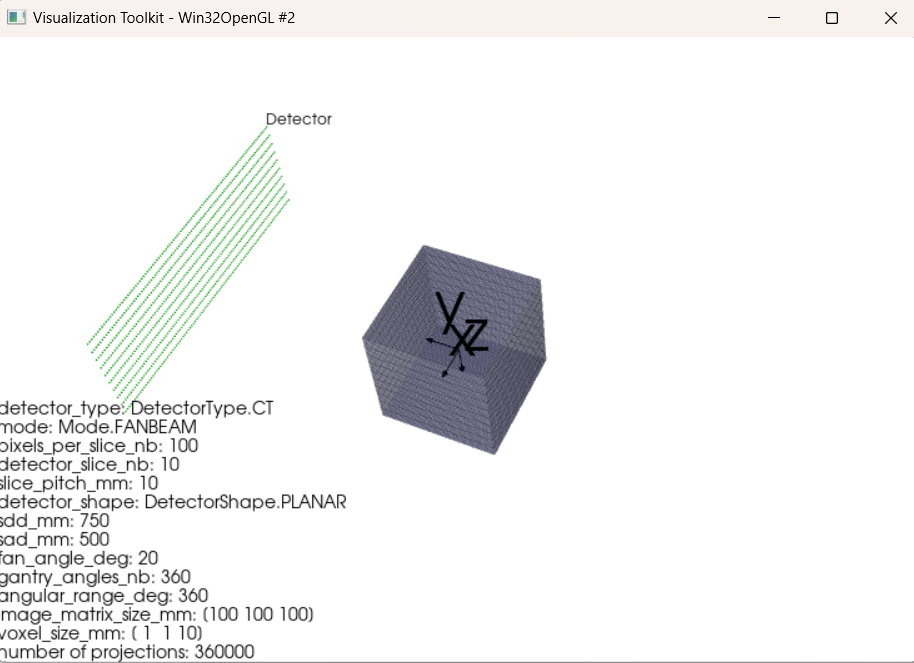 Visualization Toolkit - Win32OpenGL #2
Detector
Y
X
Z
detector_type: DetectorType.CT
mode: Mode.FANBEAM
pixels_per_slice_nb: 100
detector_slice_nb: 10
slice_pitch_mm: 10
detector_shape: DetectorShape.PLANAR
sdd_mm: 750
sad_mm: 500
fan_angle_deg: 20
gantry_angles_nb: 360
angular_range_deg: 360
image_matrix_size_mm: [100 100 100]
voxel_size_mm: [ 1  1 10]
number of projections: 360000